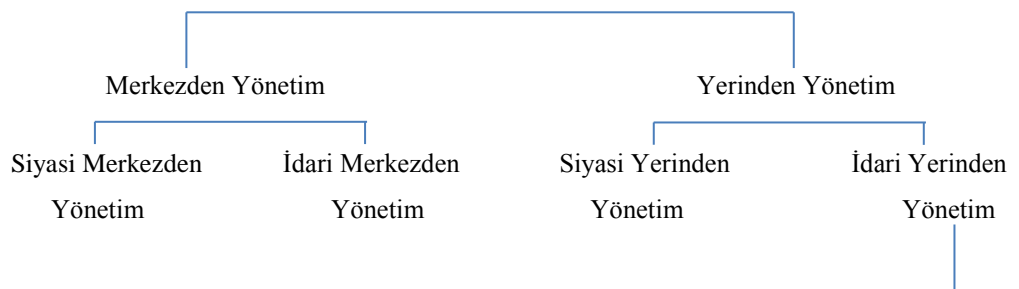 Merkezden Yönetim Yerinden Yönetim
Siyasi Merkezden İdari Merkezden Siyasi Yerinden İdari Yerinden
Yönetim Yönetim Yönetim Yönetim